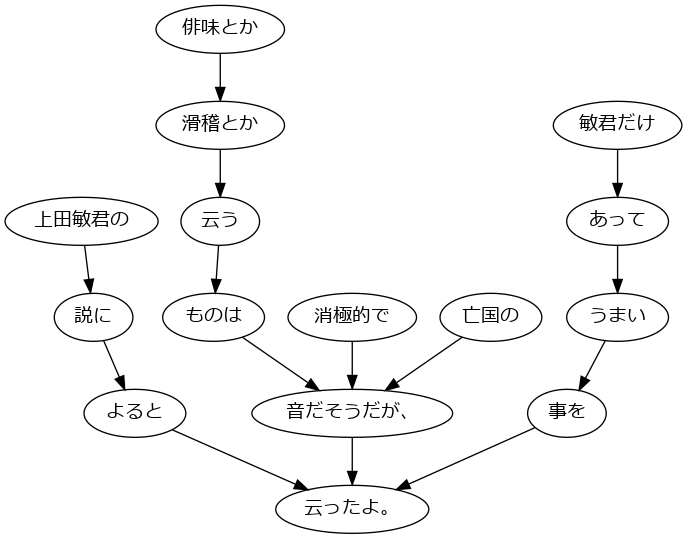 俳味とか
滑稽とか
敏君だけ
上田敏君の
云う
あって
説に
ものは
消極的で
亡国の
うまい
よると
音だそうだが、
事を
云ったよ。